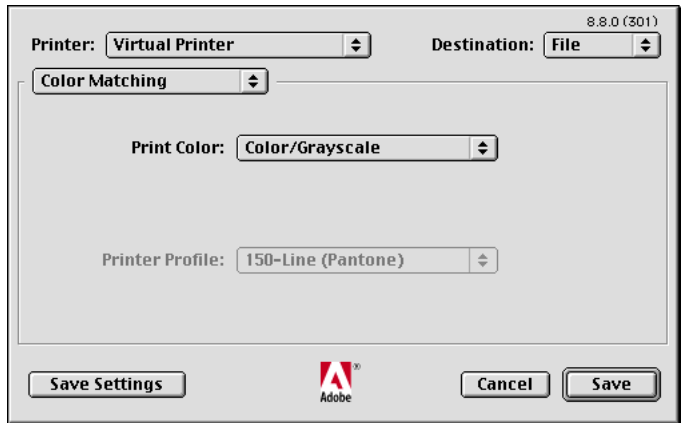 8.8.0 (301)
Printer: Virtual Printer Destination: File
Color Matching
Print Color: Color/Grayscale
Printer Profile: 150-Line (Pantone)
Save Settings ® Adobe Cancel Save